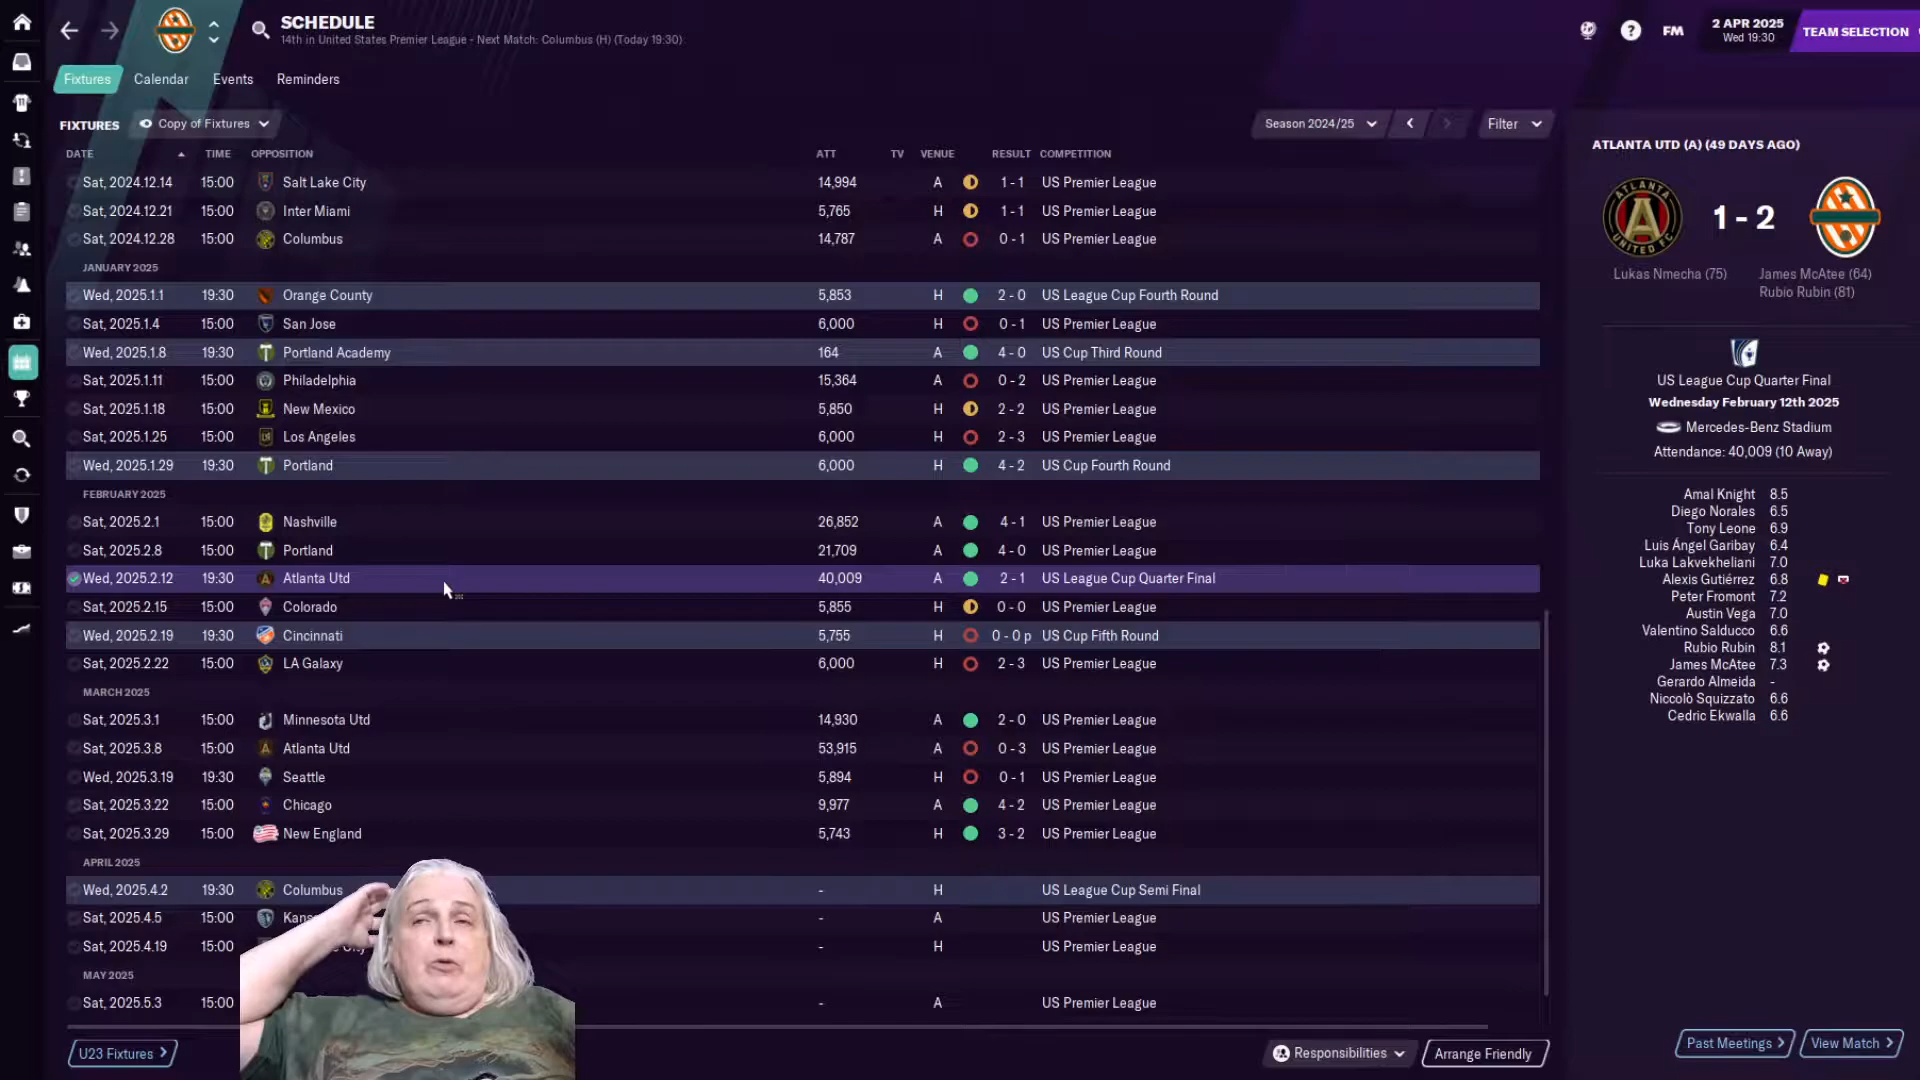 SCHEDULE
14th in United States Premier League - Next Match: Columbus (H) (Today 19:30)
FM
2 APR 2025
Wed 19:30
TEAM SELECTION
Fixtures Calendar Events Reminders
FIXTURES Copy of Fixtures Season 2024/25 Filter
DATE TIME OPPOSITION ATT TV VENUE RESULT COMPETITION
Sat, 2024.12.14 15:00 Salt Lake City 14,994 A 1 - 1 US Premier League
Sat, 2024.12.21 15:00 Inter Miami 5,765 H 1 - 1 US Premier League
Sat, 2024.12.28 15:00 Columbus 14,787 A 0 - 1 US Premier League
JANUARY 2025
Wed, 2025.1.1 19:30 Orange County 5,853 H 2 - 0 US League Cup Fourth Round
Sat, 2025.1.4 15:00 San Jose 6,000 H 0 - 1 US Premier League
Wed, 2025.1.8 19:30 Portland Academy 164 A 4 - 0 US Cup Third Round
Sat, 2025.1.11 15:00 Philadelphia 15,364 A 0 - 2 US Premier League
Sat, 2025.1.18 15:00 New Mexico 5,850 H 2 - 2 US Premier League
Sat, 2025.1.25 15:00 Los Angeles 6,000 H 2 - 3 US Premier League
Wed, 2025.1.29 19:30 Portland 6,000 H 4 - 2 US Cup Fourth Round
FEBRUARY 2025
Sat, 2025.2.1 15:00 Nashville 26,852 A 4 - 1 US Premier League
Sat, 2025.2.8 15:00 Portland 21,709 A 4 - 0 US Premier League
Wed, 2025.2.12 19:30 Atlanta Utd 40,009 A 2 - 1 US League Cup Quarter Final
Sat, 2025.2.15 15:00 Colorado 5,855 H 0 - 0 US Premier League
Wed, 2025.2.19 19:30 Cincinnati 5,755 H 0 - 0 p US Cup Fifth Round
Sat, 2025.2.22 15:00 LA Galaxy 6,000 H 2 - 3 US Premier League
MARCH 2025
Sat, 2025.3.1 15:00 Minnesota Utd 14,930 A 2 - 0 US Premier League
Sat, 2025.3.8 15:00 Atlanta Utd 53,915 A 0 - 3 US Premier League
Wed, 2025.3.19 19:30 Seattle 5,894 H 0 - 1 US Premier League
Sat, 2025.3.22 15:00 Chicago 9,977 A 4 - 2 US Premier League
Sat, 2025.3.29 15:00 New England 5,743 H 3 - 2 US Premier League
APRIL 2025
Wed, 2025.4.2 19:30 Columbus - H US League Cup Semi Final
Sat, 2025.4.5 15:00 - A US Premier League
Sat, 2025.4.19 15:00 - H US Premier League
MAY 2025
Sat, 2025.5.3 15:00 - A US Premier League
U23 Fixtures Responsibilities Arrange Friendly
ATLANTA UTD (A) (49 DAYS AGO)
ATLANTA UNITED FC
1 - 2
Lukas Nmecha (75) James McAtee (64)
Rubio Rubin (81)
US League Cup Quarter Final
Wednesday February 12th 2025
Mercedes-Benz Stadium
Attendance: 40,009 (10 Away)
Amal Knight 8.5
Diego Norales 6.5
Tony Leone 6.9
Luis Ángel Garibay 6.4
Luka Lakvekheliani 7.0
Alexis Gutiérrez 6.8
Peter Fromont 7.2
Austin Vega 7.0
Valentino Salducco 6.6
Rubio Rubin 8.1
James McAtee 7.3
Gerardo Almeida -
Niccolò Squizzato 6.6
Cedric Ekwalla 6.6
Past Meetings View Match